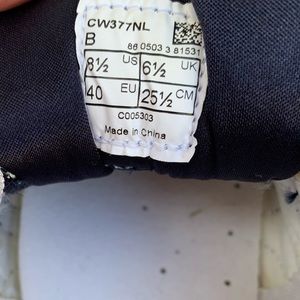 CW377NL
B 86 0503 3 81531
8½ US 6½ UK
40 EU 25½ CM
C005303
Made in China